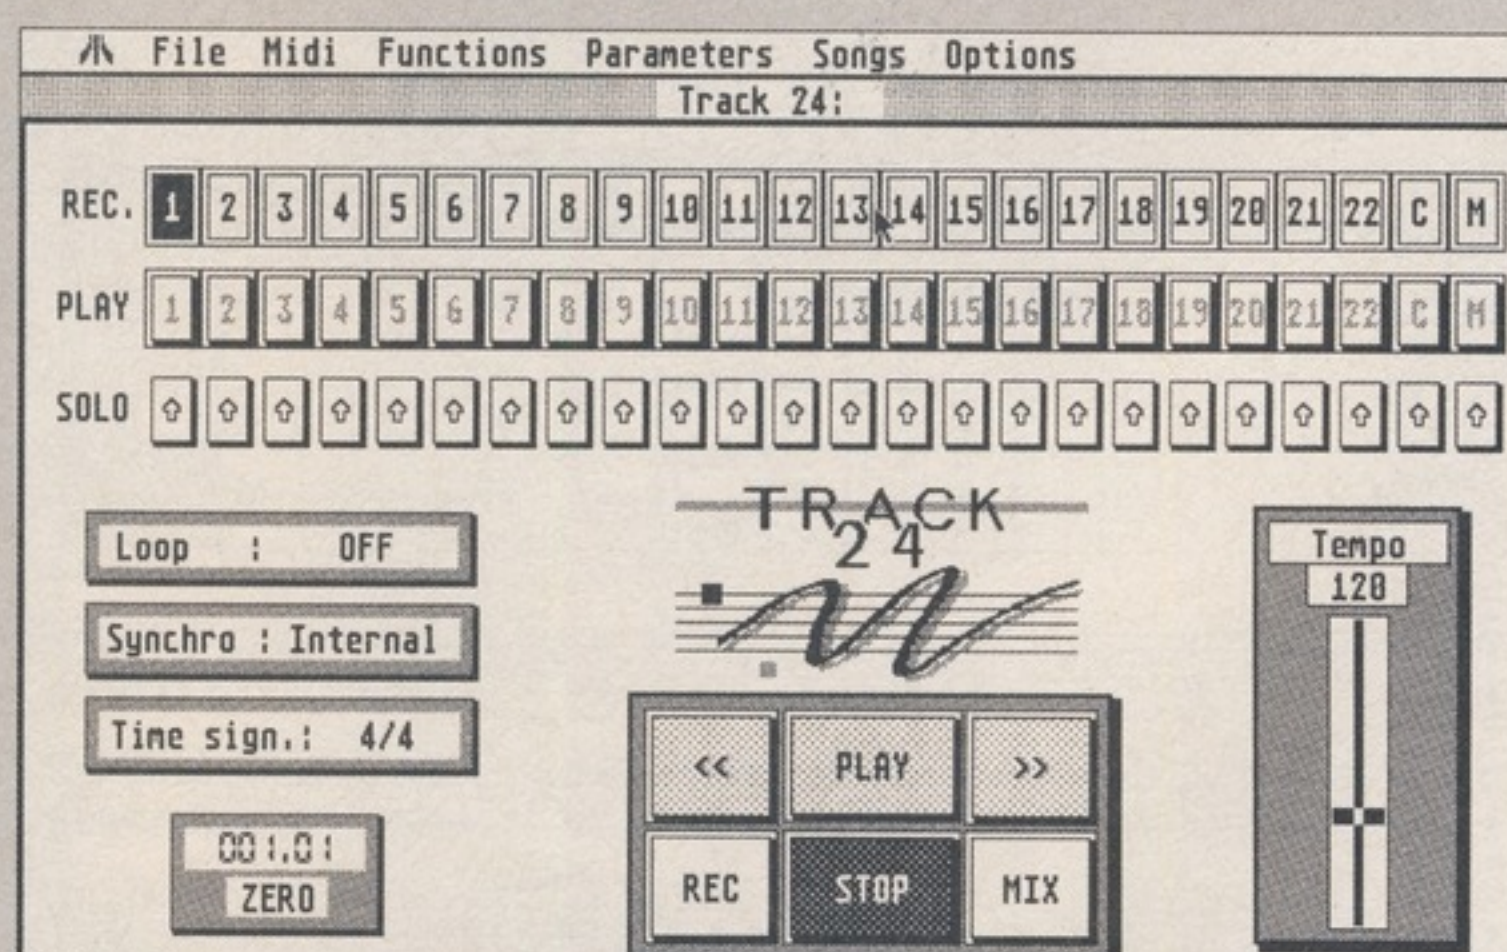 File Midi Functions Parameters Songs Options
Track 24:
REC. 1 2 3 4 5 6 7 8 9 10 11 12 13 14 15 16 17 18 19 20 21 22 C M
PLAY 1 2 3 4 5 6 7 8 9 10 11 12 13 14 15 16 17 18 19 20 21 22 C M
SOLO
TRACK
24
Loop : OFF
Synchro : Internal
Time sign.: 4/4
001.01
ZERO
<< PLAY >>
REC STOP MIX
Tempo
120